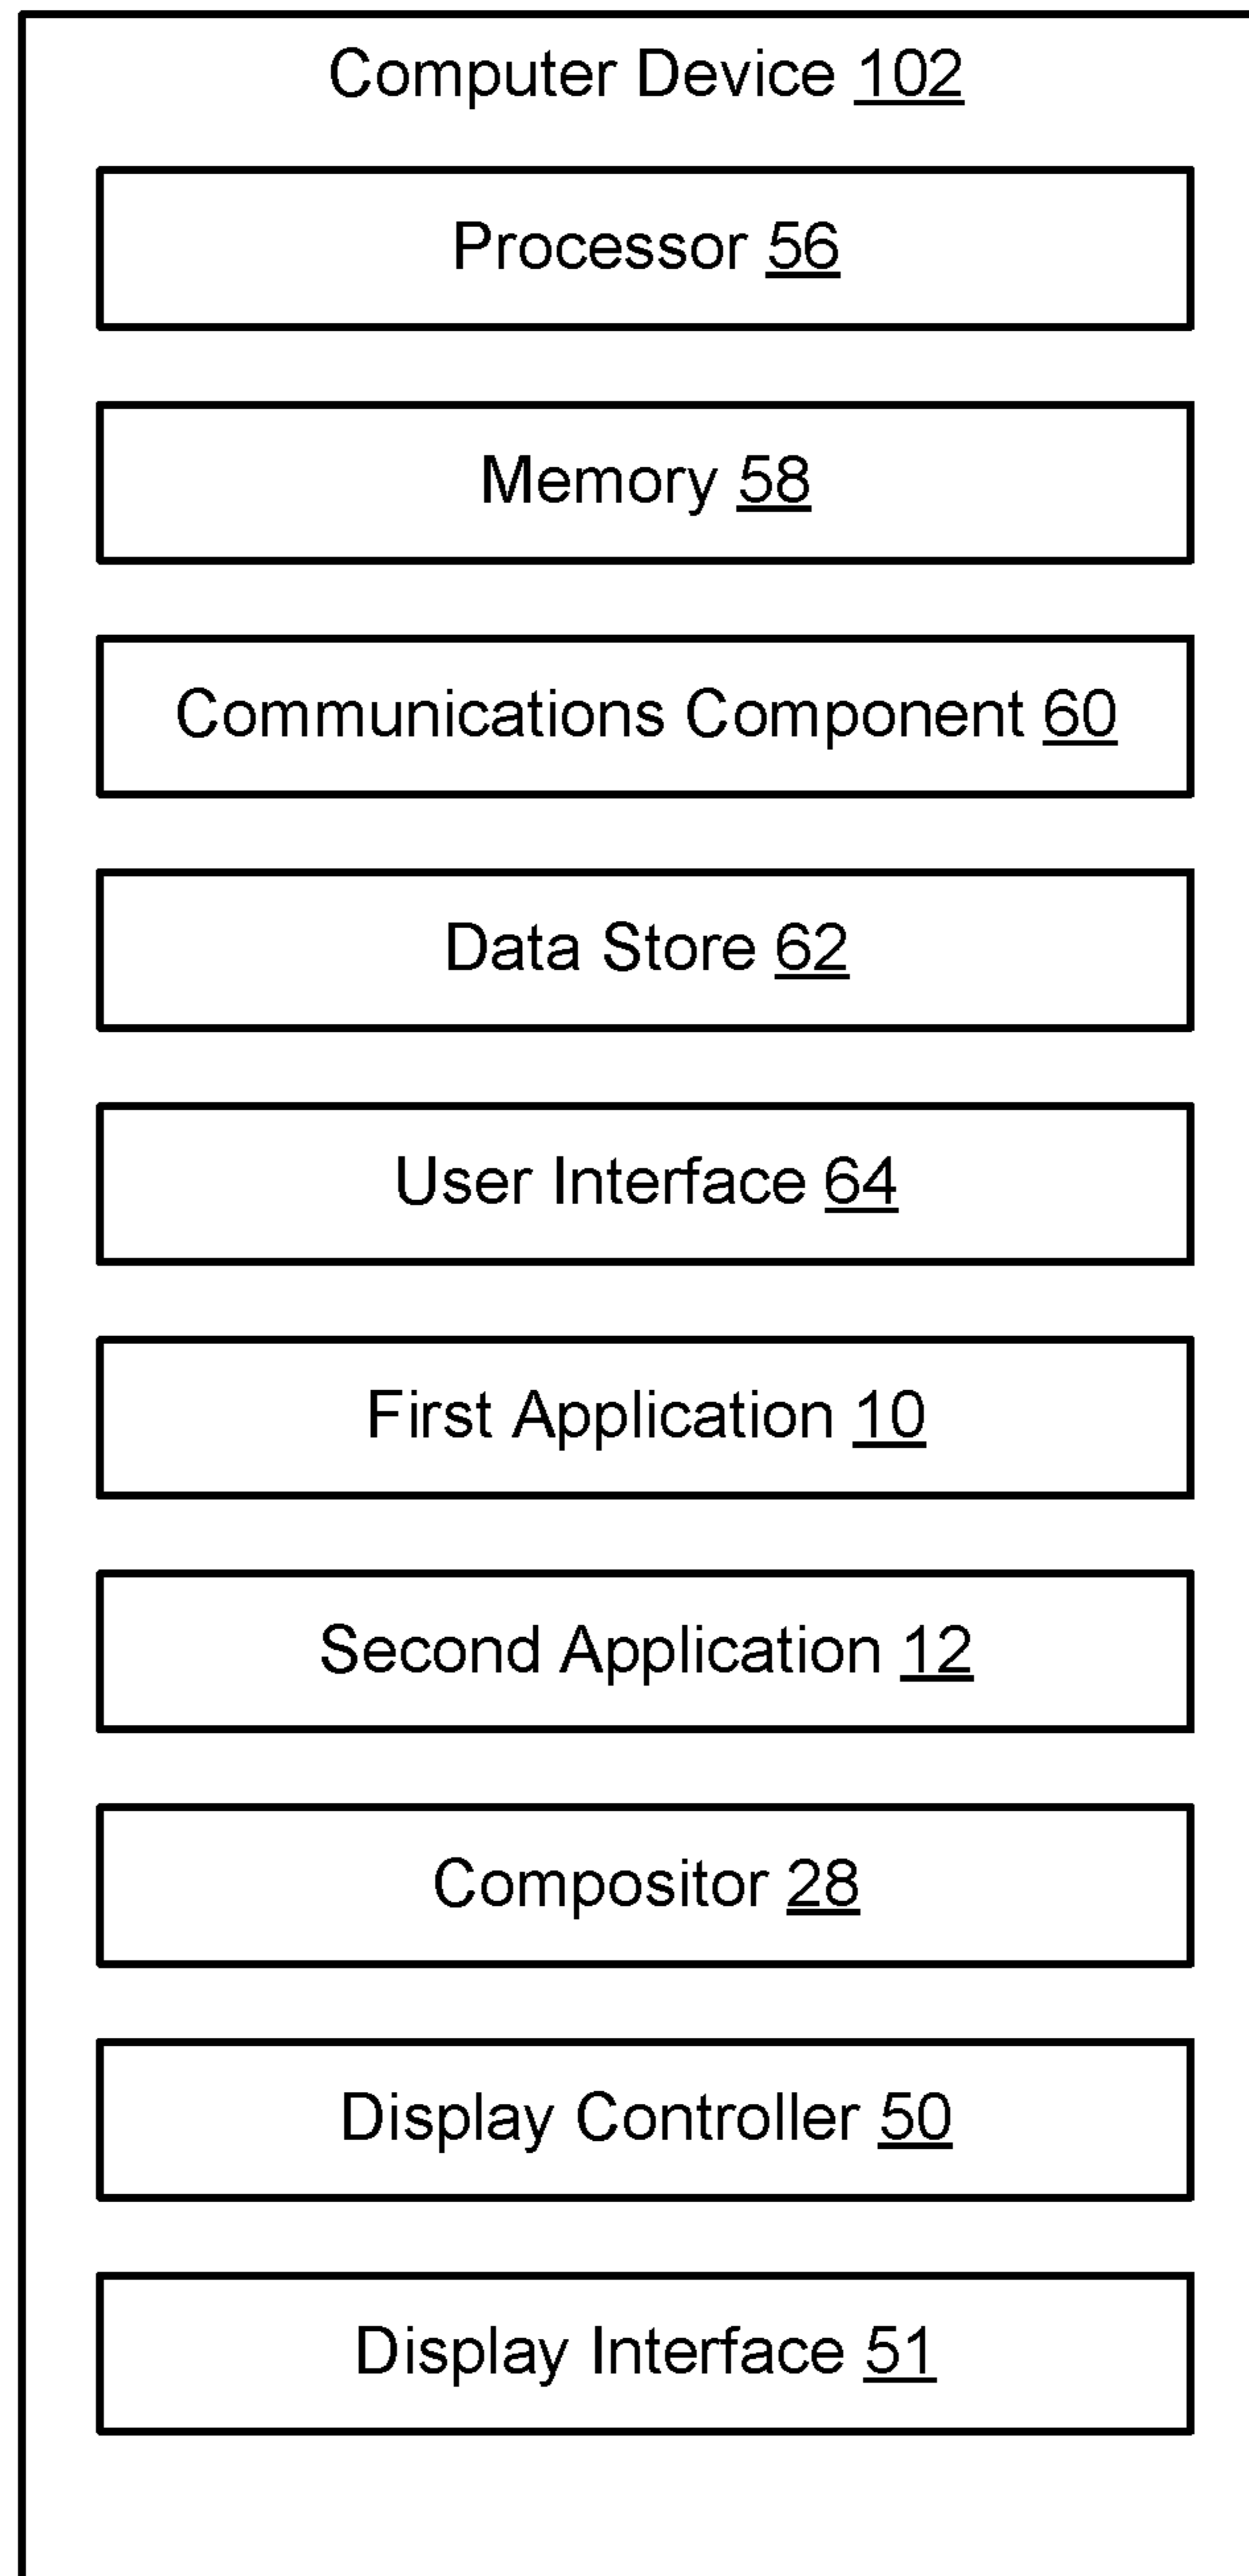 Computer Device 102
Processor 56
Memory 58
Communications Component 60
Data Store 62
User Interface 64
First Application 10
Second Application 12
Compositor 28
Display Controller 50
Display Interface 51